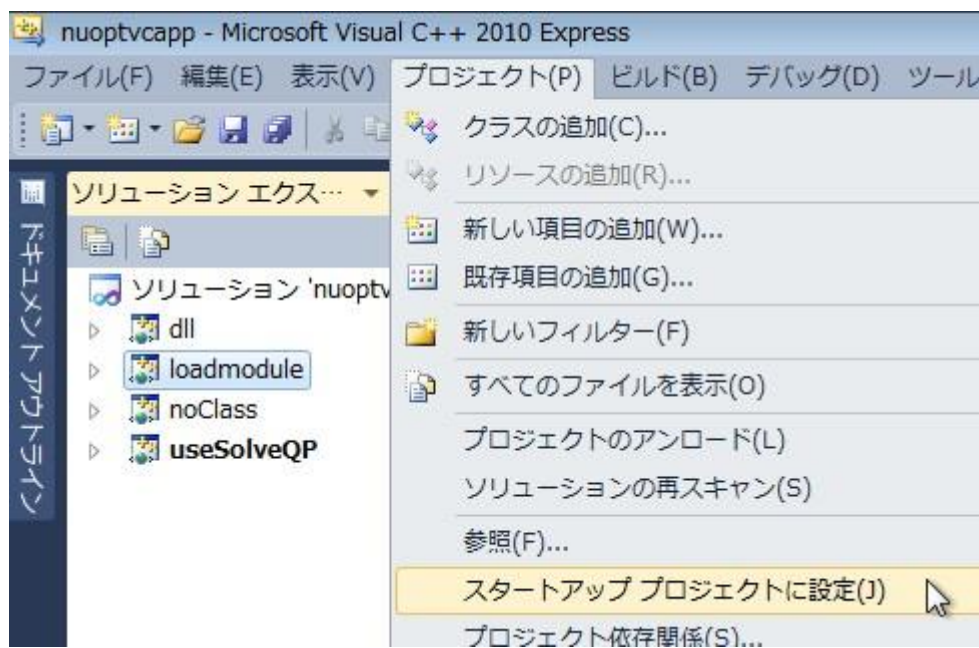 nuoptvcapp - Microsoft Visual C++ 2010 Express
ファイル(F) 編集(E) 表示(V) プロジェクト(P) ビルド(B) デバッグ(D) ツール
クラスの追加(C)...
リソースの追加(R)...
新しい項目の追加(W)...
既存項目の追加(G)...
新しいフィルター(F)
すべてのファイルを表示(O)
プロジェクトのアンロード(L)
ソリューションの再スキャン(S)
参照(F)...
スタートアップ プロジェクトに設定(J)
プロジェクト依存関係(S)...
ドキュメント アウトライン
ソリューション エクス…
ソリューション 'nuoptv
dll
loadmodule
noClass
useSolveQP